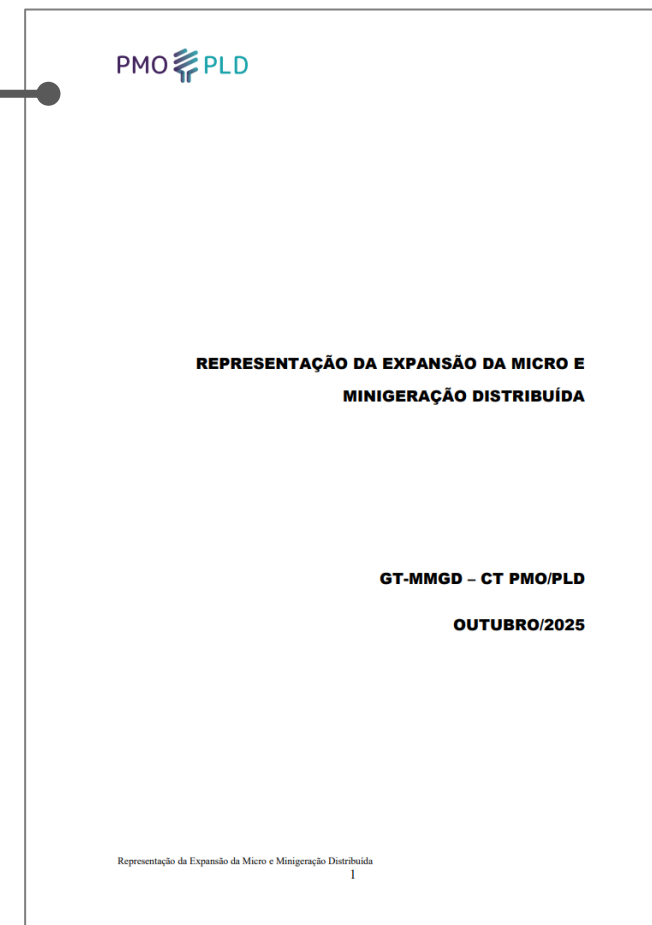 PMO PLD
REPRESENTAÇÃO DA EXPANSÃO DA MICRO E
MINIGERAÇÃO DISTRIBUÍDA
GT-MMGD – CT PMO/PLD
OUTUBRO/2025
Representação da Expansão da Micro e Minigeração Distribuída
1